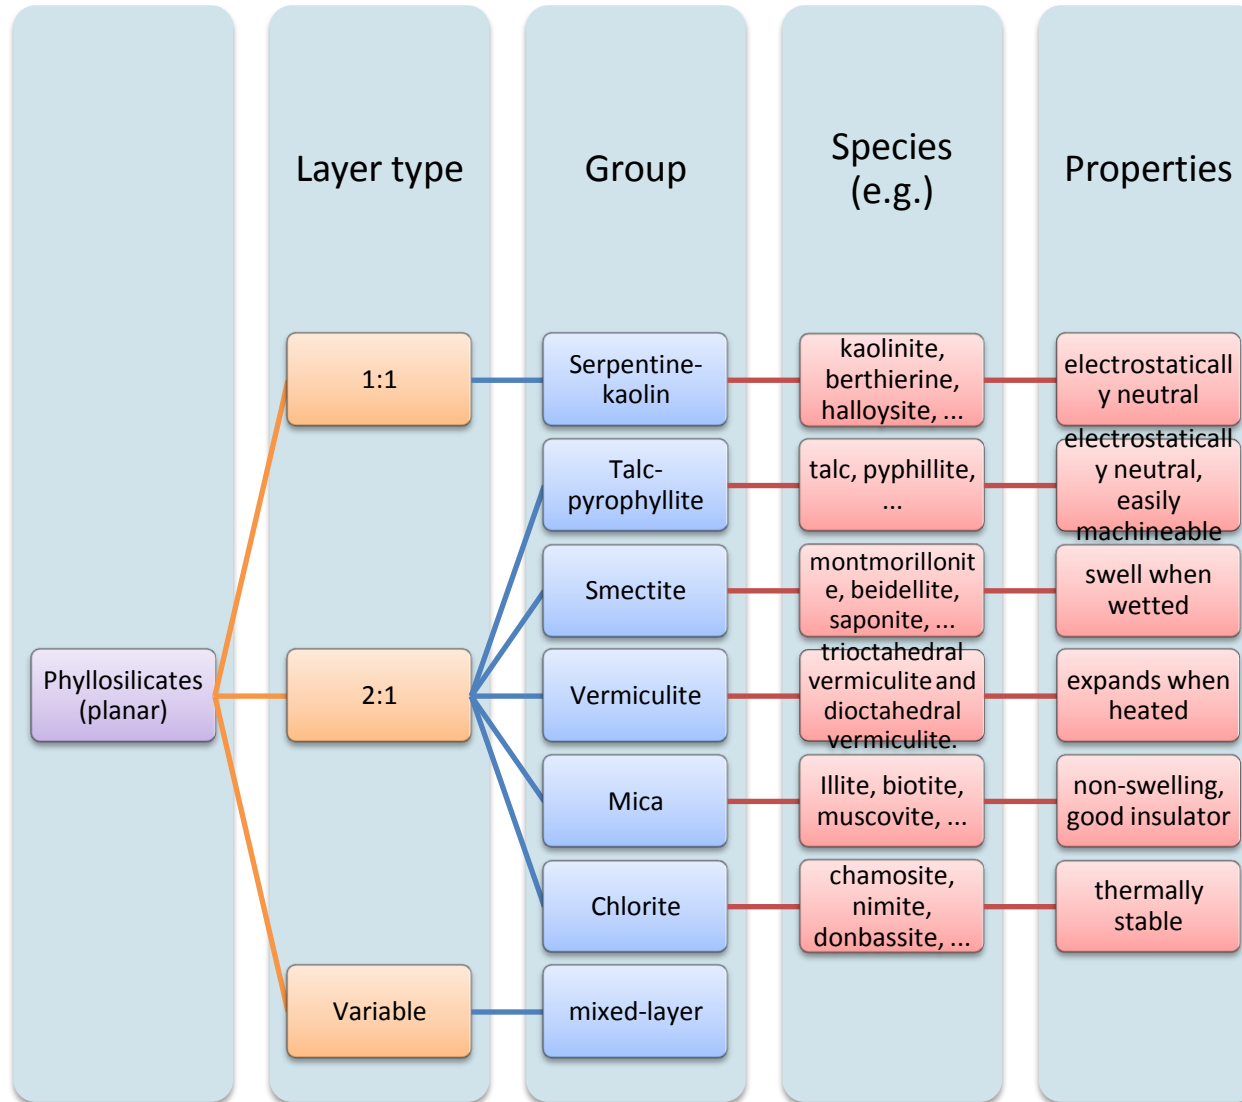 Layer type
Group
Species
(e.g.)
Properties
Phyllosilicates
(planar)
1:1
Serpentine-
kaolin
kaolinite,
berthierine,
halloysite, ...
electrostaticall
y neutral
2:1
Talc-
pyrophyllite
talc, pyphillite,
...
electrostaticall
y neutral,
easily
machineable
Smectite
montmorillonit
e, beidellite,
saponite, ...
swell when
wetted
Vermiculite
trioctahedral
vermiculite and
dioctahedral
vermiculite.
expands when
heated
Mica
Illite, biotite,
muscovite, ...
non-swelling,
good insulator
Chlorite
chamosite,
nimite,
donbassite, ...
thermally
stable
Variable
mixed-layer